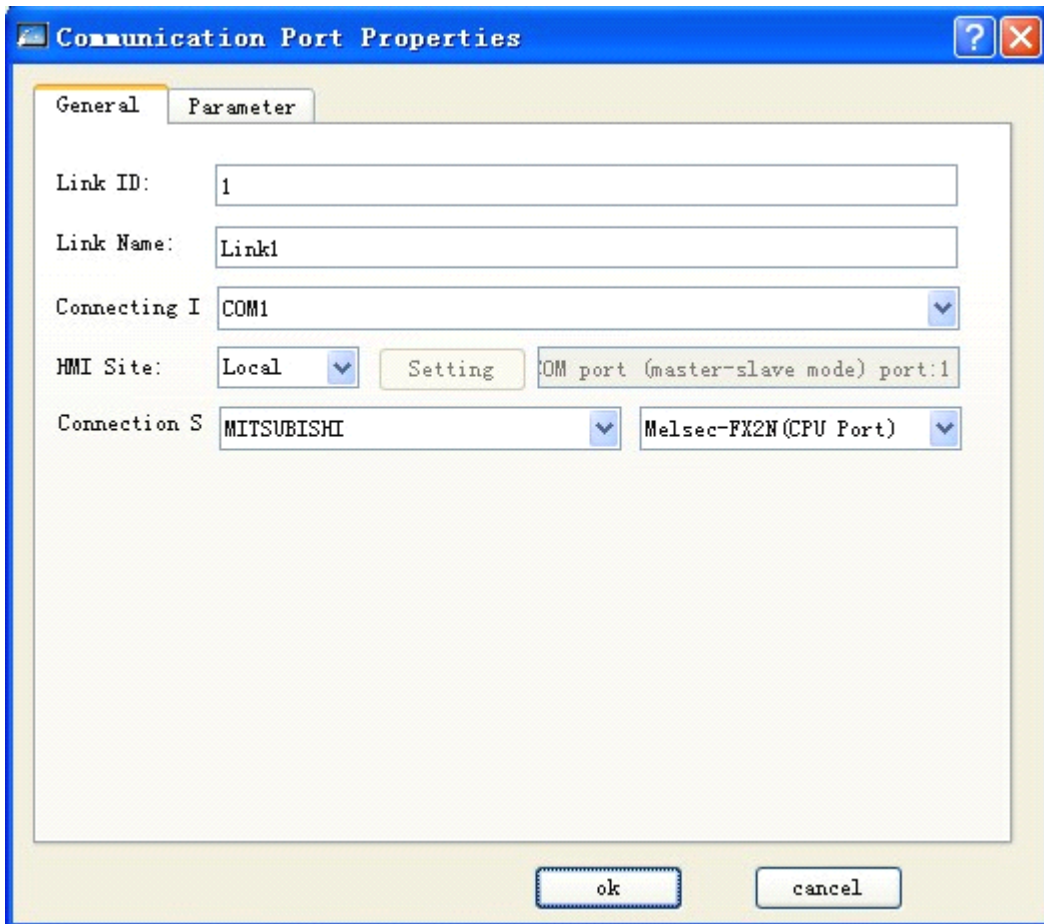 Communication Port Properties
General Parameter
Link ID: 1
Link Name: Link1
Connecting I COM1
HMI Site: Local Setting OM port (master-slave mode) port:1
Connection S MITSUBISHI Melsec-FX2N(CPU Port)
ok cancel